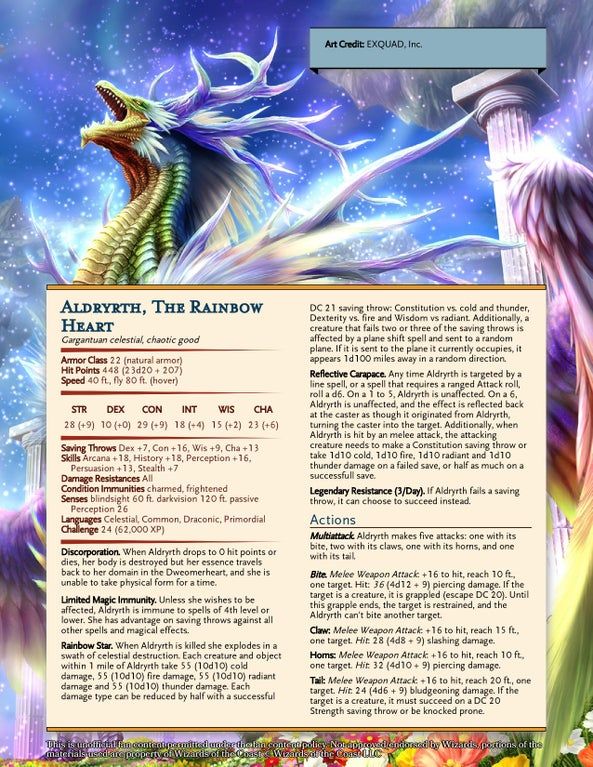 Art Credit: EXQUAD, Inc.
ALDRYRTH, THE RAINBOW
HEART
Gargantuan celestial, chaotic good
Armor Class 22 (natural armor)
Hit Points 448 (23d20 + 207)
Speed 40 ft., fly 80 ft. (hover)
STR DEX CON INT WIS CHA
28 (+9) 10 (+0) 29 (+9) 18 (+4) 15 (+2) 23 (+6)
Saving Throws Dex +7, Con +16, Wis +9, Cha +13
Skills Arcana +18, History +18, Perception +16,
Persuasion +13, Stealth +7
Damage Resistances All
Condition Immunities charmed, frightened
Senses blindsight 60 ft. darkvision 120 ft. passive
Perception 26
Languages Celestial, Common, Draconic, Primordial
Challenge 24 (62,000 XP)
Discorporation. When Aldryrth drops to 0 hit points or
dies, her body is destroyed but her essence travels
back to her domain in the Dweomerheart, and she is
unable to take physical form for a time.
Limited Magic Immunity. Unless she wishes to be
affected, Aldryrth is immune to spells of 4th level or
lower. She has advantage on saving throws against all
other spells and magical effects.
Rainbow Star. When Aldryrth is killed she explodes in a
swath of celestial destruction. Each creature and object
within 1 mile of Aldryrth take 55 (10d10) cold
damage, 55 (10d10) fire damage, 55 (10d10) radiant
damage and 55 (10d10) thunder damage. Each
damage type can be reduced by half with a successful
DC 21 saving throw: Constitution vs. cold and thunder,
Dexterity vs. fire and Wisdom vs radiant. Additionally, a
creature that fails two or three of the saving throws is
affected by a plane shift spell and sent to a random
plane. If it is sent to the plane it currently occupies, it
appears 1d100 miles away in a random direction.
Reflective Carapace. Any time Aldryrth is targeted by a
line spell, or a spell that requires a ranged Attack roll,
roll a d6. On a 1 to 5, Aldryrth is unaffected. On a 6,
Aldryrth is unaffected, and the effect is reflected back
at the caster as though it originated from Aldryrth,
turning the caster into the target. Additionally, when
Aldryrth is hit by an melee attack, the attacking
creature needs to make a Constitution saving throw or
take 1d10 cold, 1d10 fire, 1d10 radiant and 1d10
thunder damage on a failed save, or half as much on a
successful save.
Legendary Resistance (3/Day). If Aldryrth fails a saving
throw, it can choose to succeed instead.
Actions
Multiattack. Aldryrth makes five attacks: one with its
bite, two with its claws, one with its horns, and one
with its tail.
Bite. Melee Weapon Attack: +16 to hit, reach 10 ft.,
one target. Hit: 36 (4d12 + 9) piercing damage. If the
target is a creature, it is grappled (escape DC 20). Until
this grapple ends, the target is restrained, and the
Aldryrth can't bite another target.
Claw: Melee Weapon Attack: +16 to hit, reach 15 ft.,
one target. Hit: 28 (4d8 + 9) slashing damage.
Horns: Melee Weapon Attack: +16 to hit, reach 10 ft.,
one target. Hit: 32 (4d10 + 9) piercing damage.
Tail: Melee Weapon Attack: +16 to hit, reach 20 ft., one
target. Hit: 24 (4d6 + 9) bludgeoning damage. If the
target is a creature, it must succeed on a DC 20
Strength saving throw or be knocked prone.
This is unofficial fan content permitted under the fan content policy. Not approved/endorsed by Wizards, portions of the
materials used are property of Wizards of the Coast. © Wizards of the Coast LLC